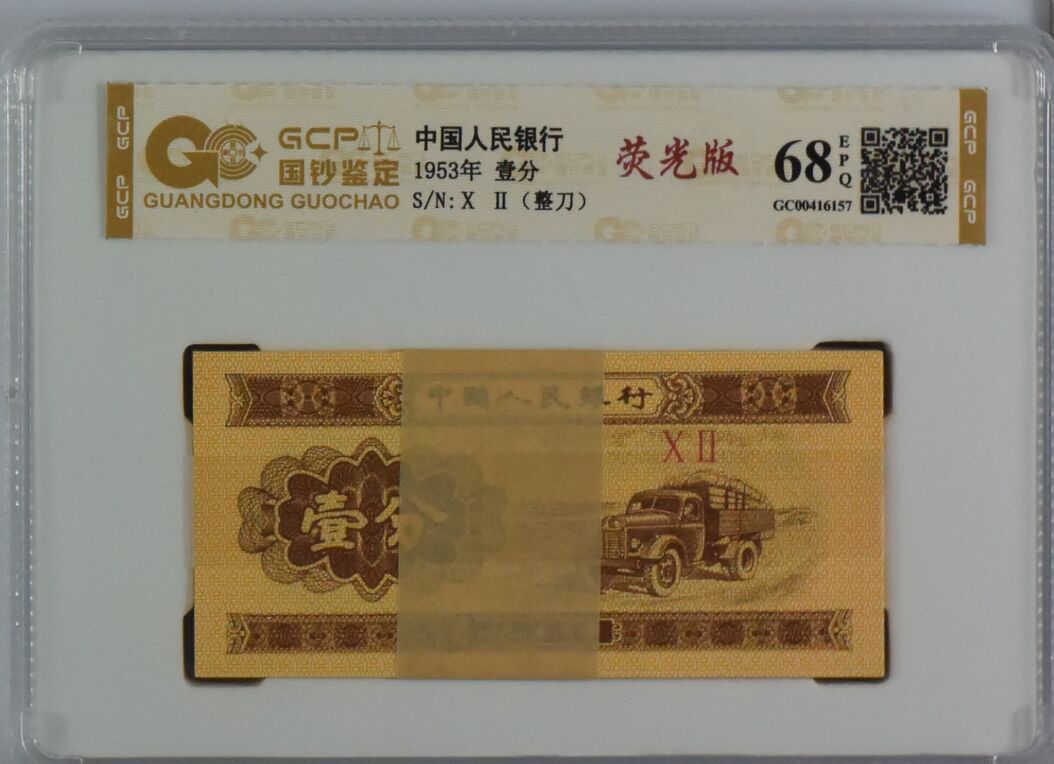 GCP
GCP
GC
GCP
国钞鉴定
GUANGDONG GUOCHAO
中国人民银行
1953年 壹分
S/N: X Ⅱ（整刀）
荧光版
68
EPQ
GC00416157
GCP
GCP
中國人民銀行
X Ⅱ
壹分